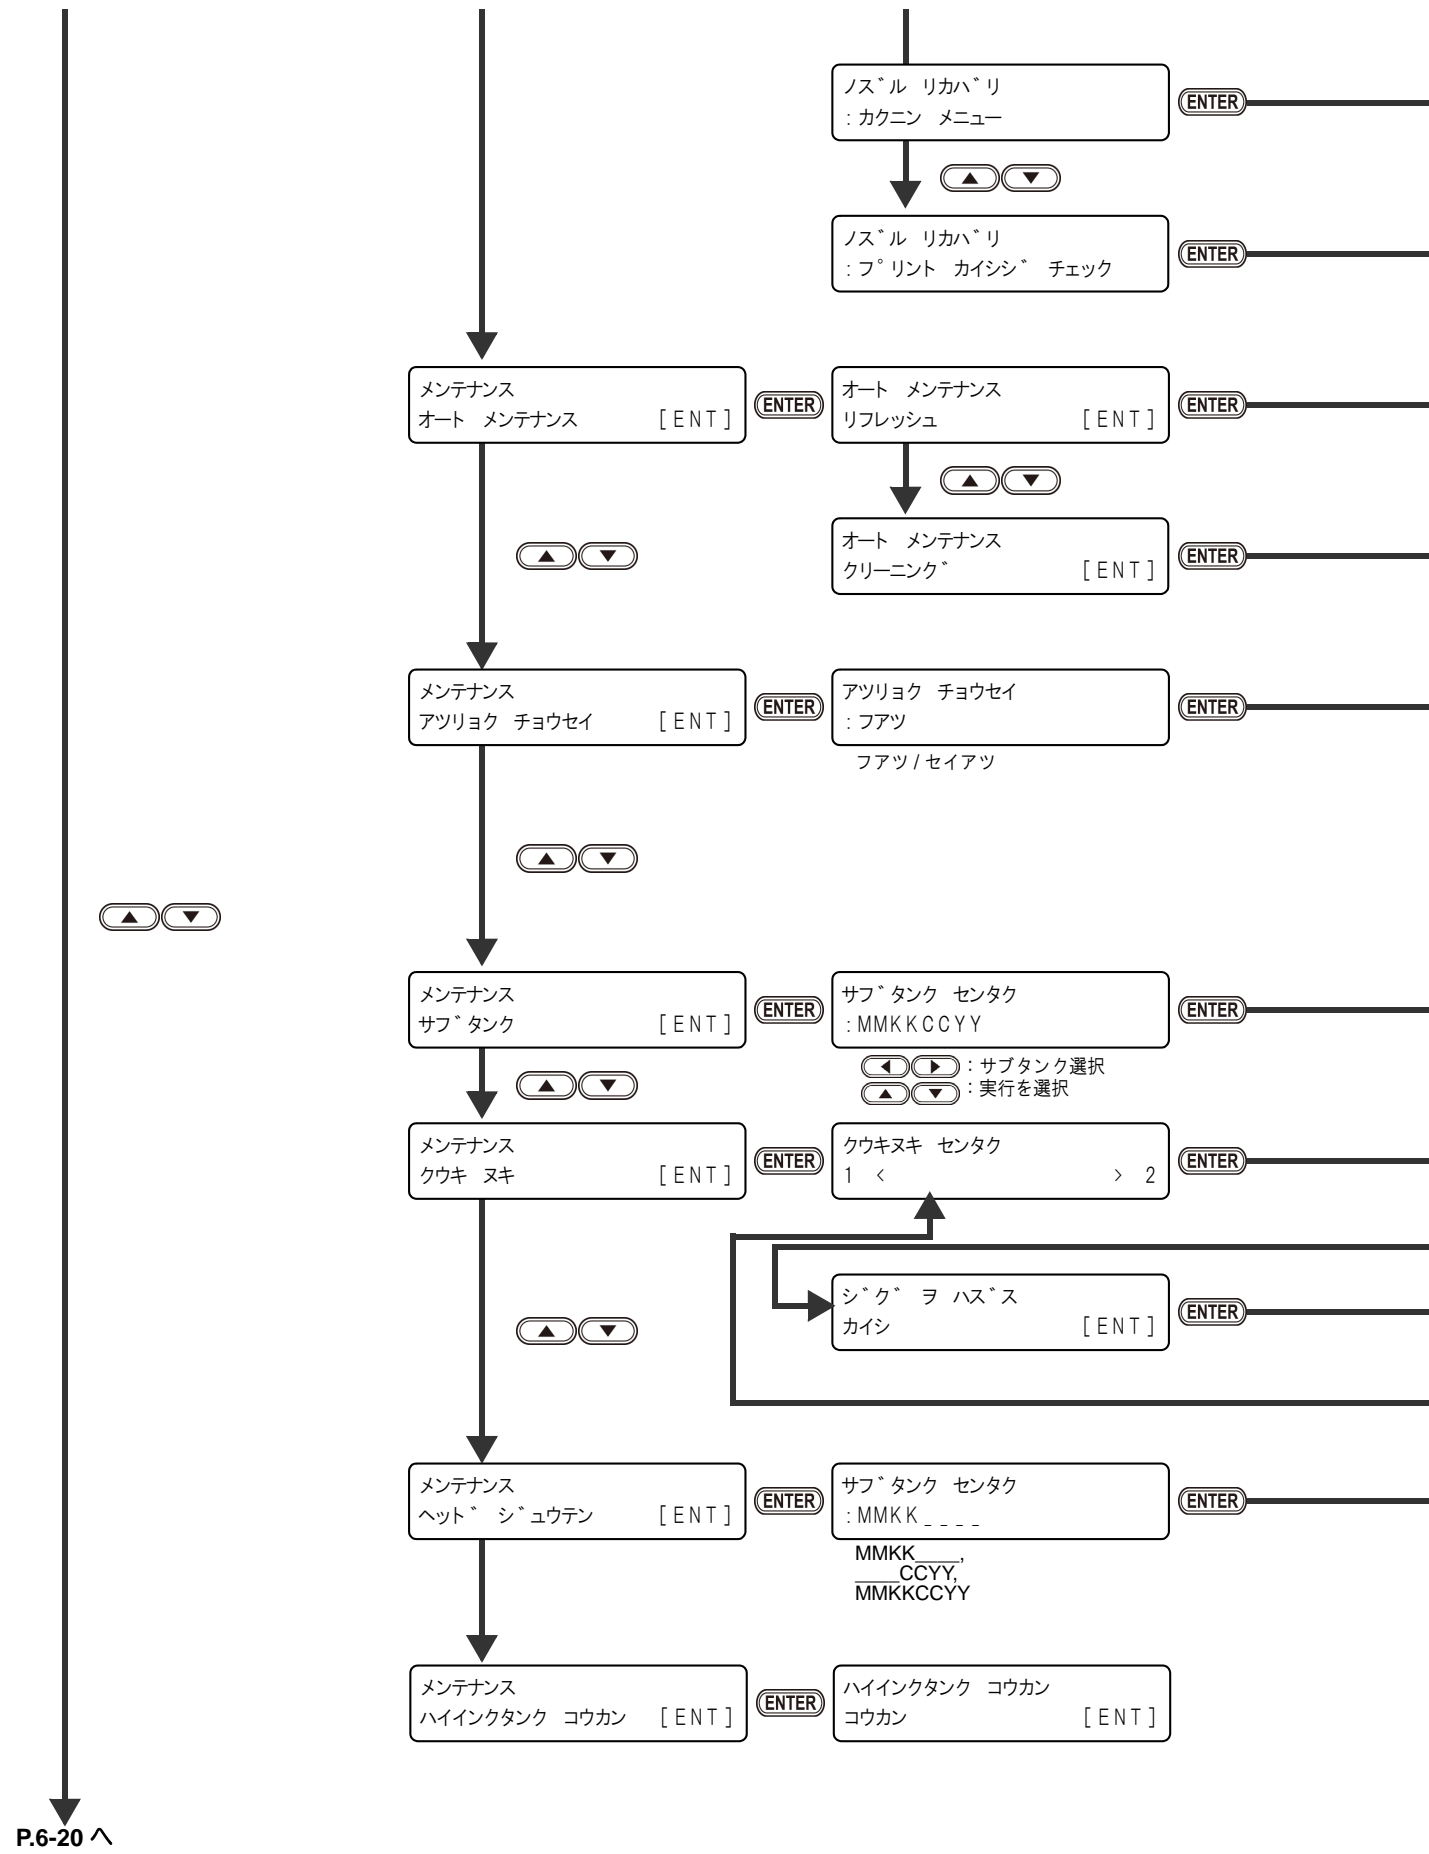 ノズル リカバリ
:カクニン メニュー
ENTER
ノズル リカバリ
:プリント カイシジ チェック
ENTER
メンテナンス
オート メンテナンス [ENT]
ENTER
オート メンテナンス
リフレッシュ [ENT]
ENTER
オート メンテナンス
クリーニング [ENT]
ENTER
メンテナンス
アツリョク チョウセイ [ENT]
ENTER
アツリョク チョウセイ
:フアツ
ENTER
フアツ/セイアツ
メンテナンス
サブタンク [ENT]
ENTER
サブタンク センタク
:MMKKCCYY
ENTER
:サブタンク選択
:実行を選択
メンテナンス
クウキ ヌキ [ENT]
ENTER
クウキヌキ センタク
1 < > 2
ENTER
ジグ ヲ ハズス
カイシ [ENT]
ENTER
メンテナンス
ヘッド ジュウテン [ENT]
ENTER
サブタンク センタク
:MMKK_ _ _ _
ENTER
MMKK____,
____CCYY,
MMKKCCYY
メンテナンス
ハイインクタンク コウカン [ENT]
ENTER
ハイインクタンク コウカン
コウカン [ENT]
P.6-20 へ